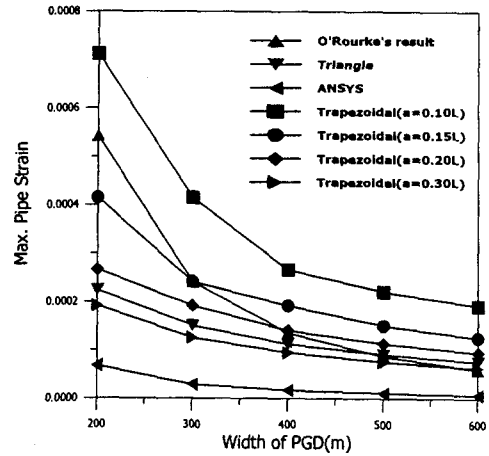 0.0008
0.0006
0.0004
0.0002
0.0000
Max. Pipe Strain
O'Rourke's result
Triangle
ANSYS
Trapezoidal(a=0.10L)
Trapezoidal(a=0.15L)
Trapezoidal(a=0.20L)
Trapezoidal(a=0.30L)
200 300 400 500 600
Width of PGD(m)